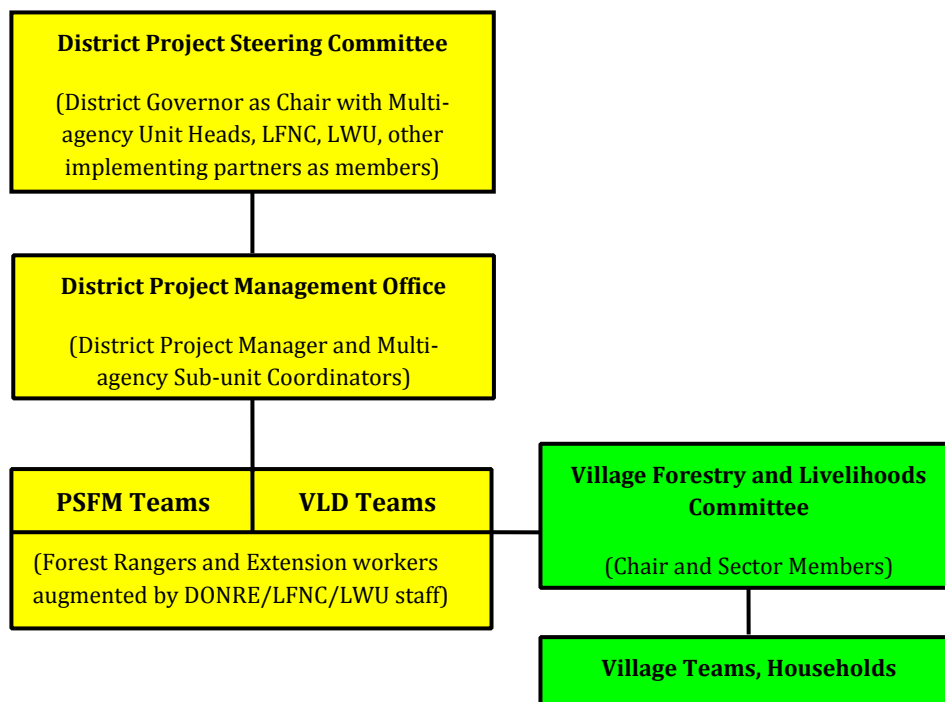 District Project Steering Committee
(District Governor as Chair with Multi-
agency Unit Heads, LFNC, LWU, other
implementing partners as members)
District Project Management Office
(District Project Manager and Multi-
agency Sub-unit Coordinators)
PSFM Teams
VLD Teams
(Forest Rangers and Extension workers
augmented by DONRE/LFNC/LWU staff)
Village Forestry and Livelihoods
Committee
(Chair and Sector Members)
Village Teams, Households